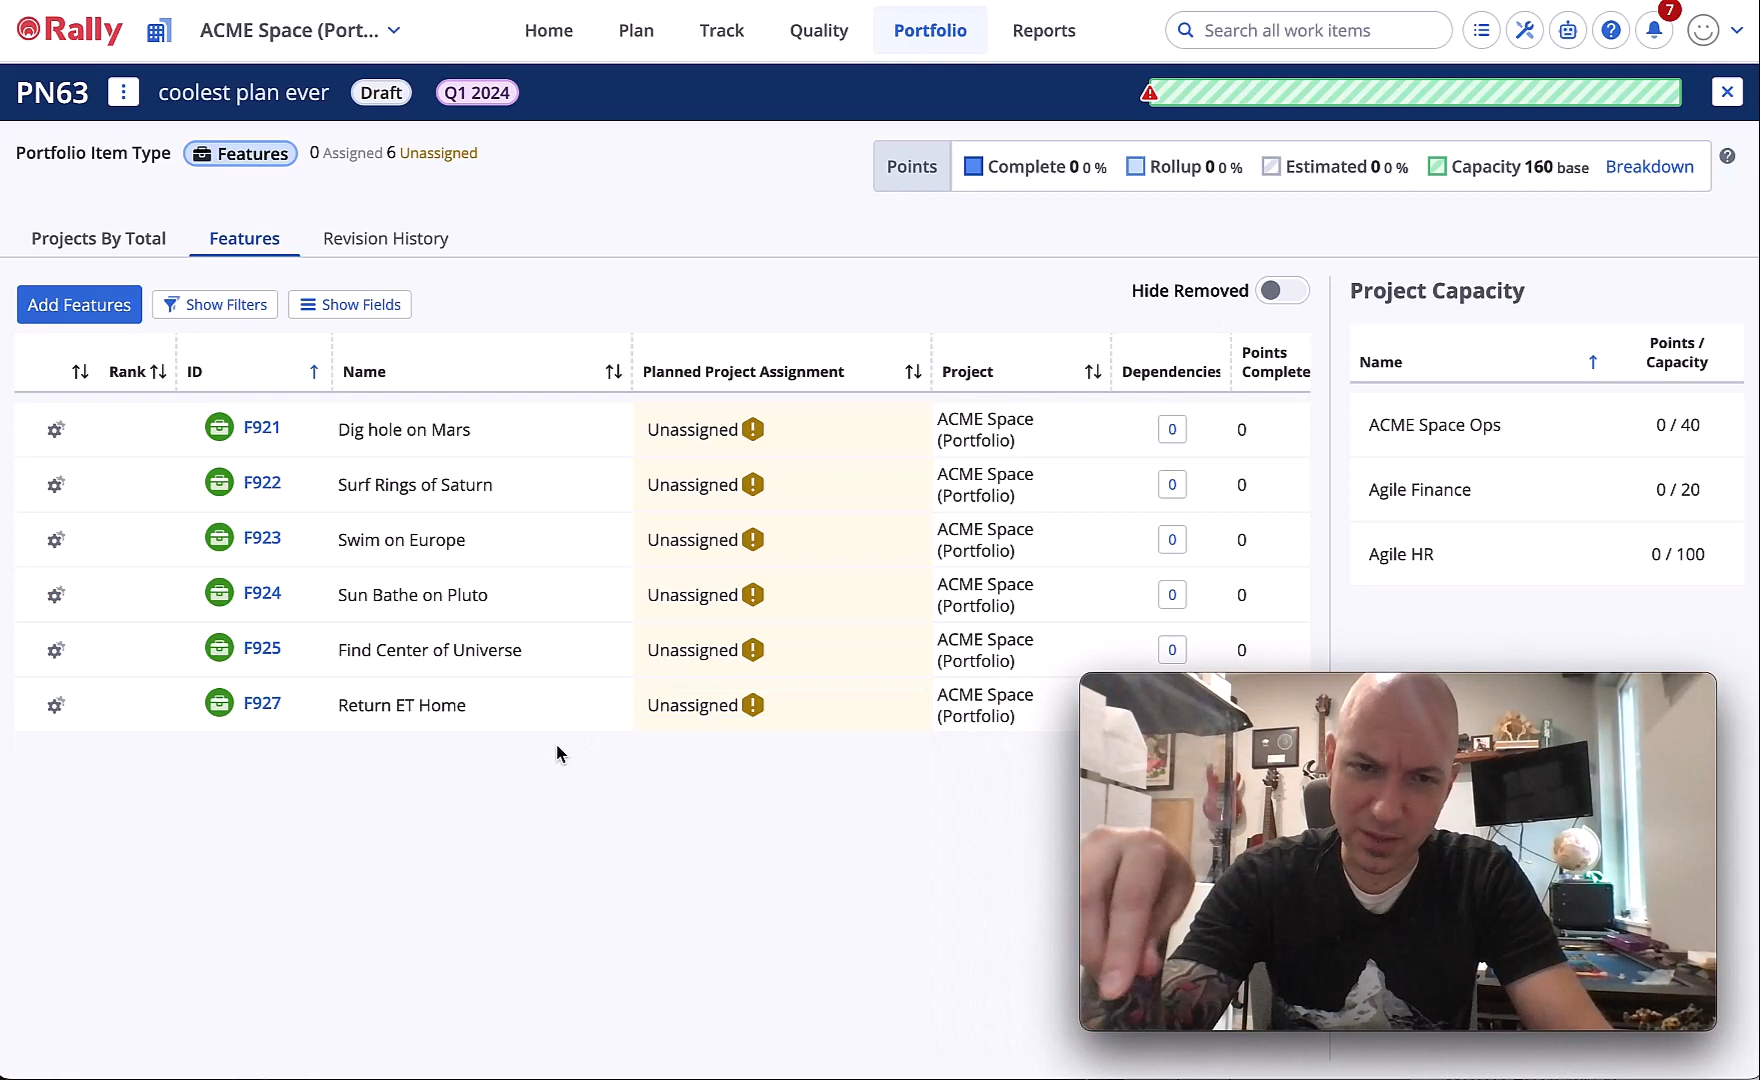 Rally
ACME Space (Port...
Home
Plan
Track
Quality
Portfolio
Reports
Search all work items
7
PN63
coolest plan ever
Draft
Q1 2024
Portfolio Item Type
Features
0 Assigned 6 Unassigned
Points
Complete 0 0 %
Rollup 0 0 %
Estimated 0 0 %
Capacity 160 base
Breakdown
Projects By Total
Features
Revision History
Add Features
Show Filters
Show Fields
Hide Removed
Rank
ID
Name
Planned Project Assignment
Project
Dependencies
Points
Complete
F921
Dig hole on Mars
Unassigned
ACME Space
(Portfolio)
0
0
F922
Surf Rings of Saturn
Unassigned
ACME Space
(Portfolio)
0
0
F923
Swim on Europe
Unassigned
ACME Space
(Portfolio)
0
0
F924
Sun Bathe on Pluto
Unassigned
ACME Space
(Portfolio)
0
0
F925
Find Center of Universe
Unassigned
ACME Space
(Portfolio)
0
0
F927
Return ET Home
Unassigned
ACME Space
(Portfolio)
Project Capacity
Name
Points /
Capacity
ACME Space Ops
0 / 40
Agile Finance
0 / 20
Agile HR
0 / 100